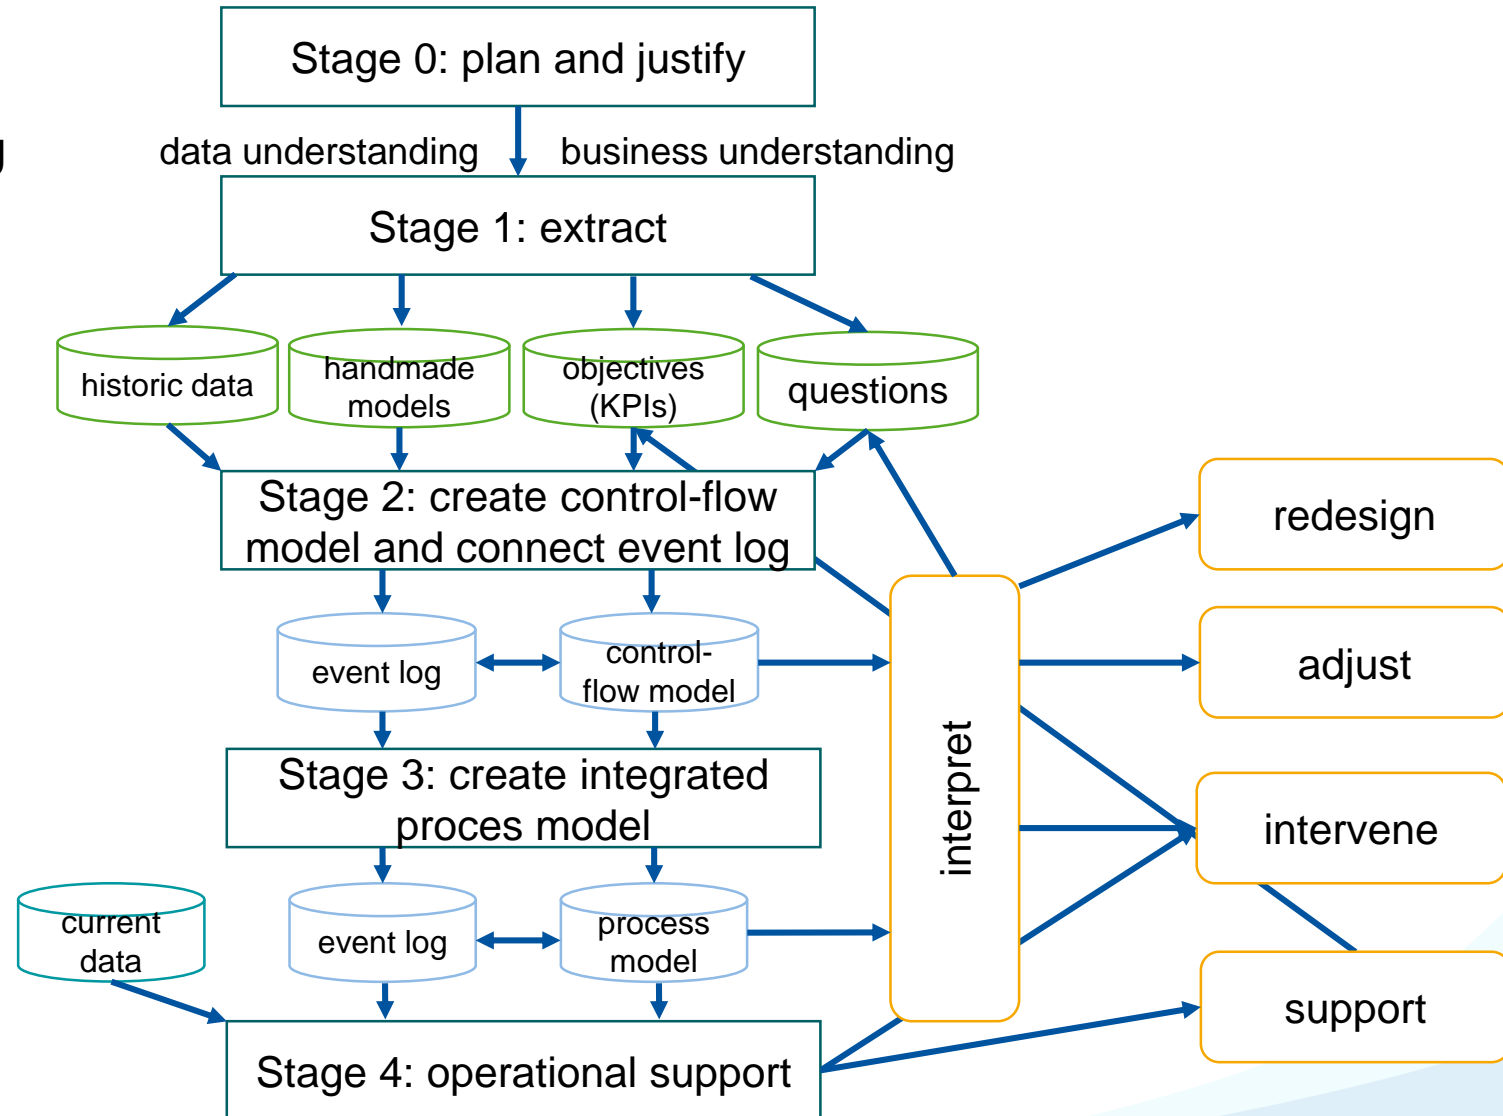 Stage 0: plan and justify
g
data understanding
business understanding
Stage 1: extract
historic data
handmade
models
objectives
(KPIs)
questions
Stage 2: create control-flow
model and connect event log
redesign
event log
control-
flow model
adjust
interpret
Stage 3: create integrated
proces model
intervene
current
data
event log
process
model
support
Stage 4: operational support